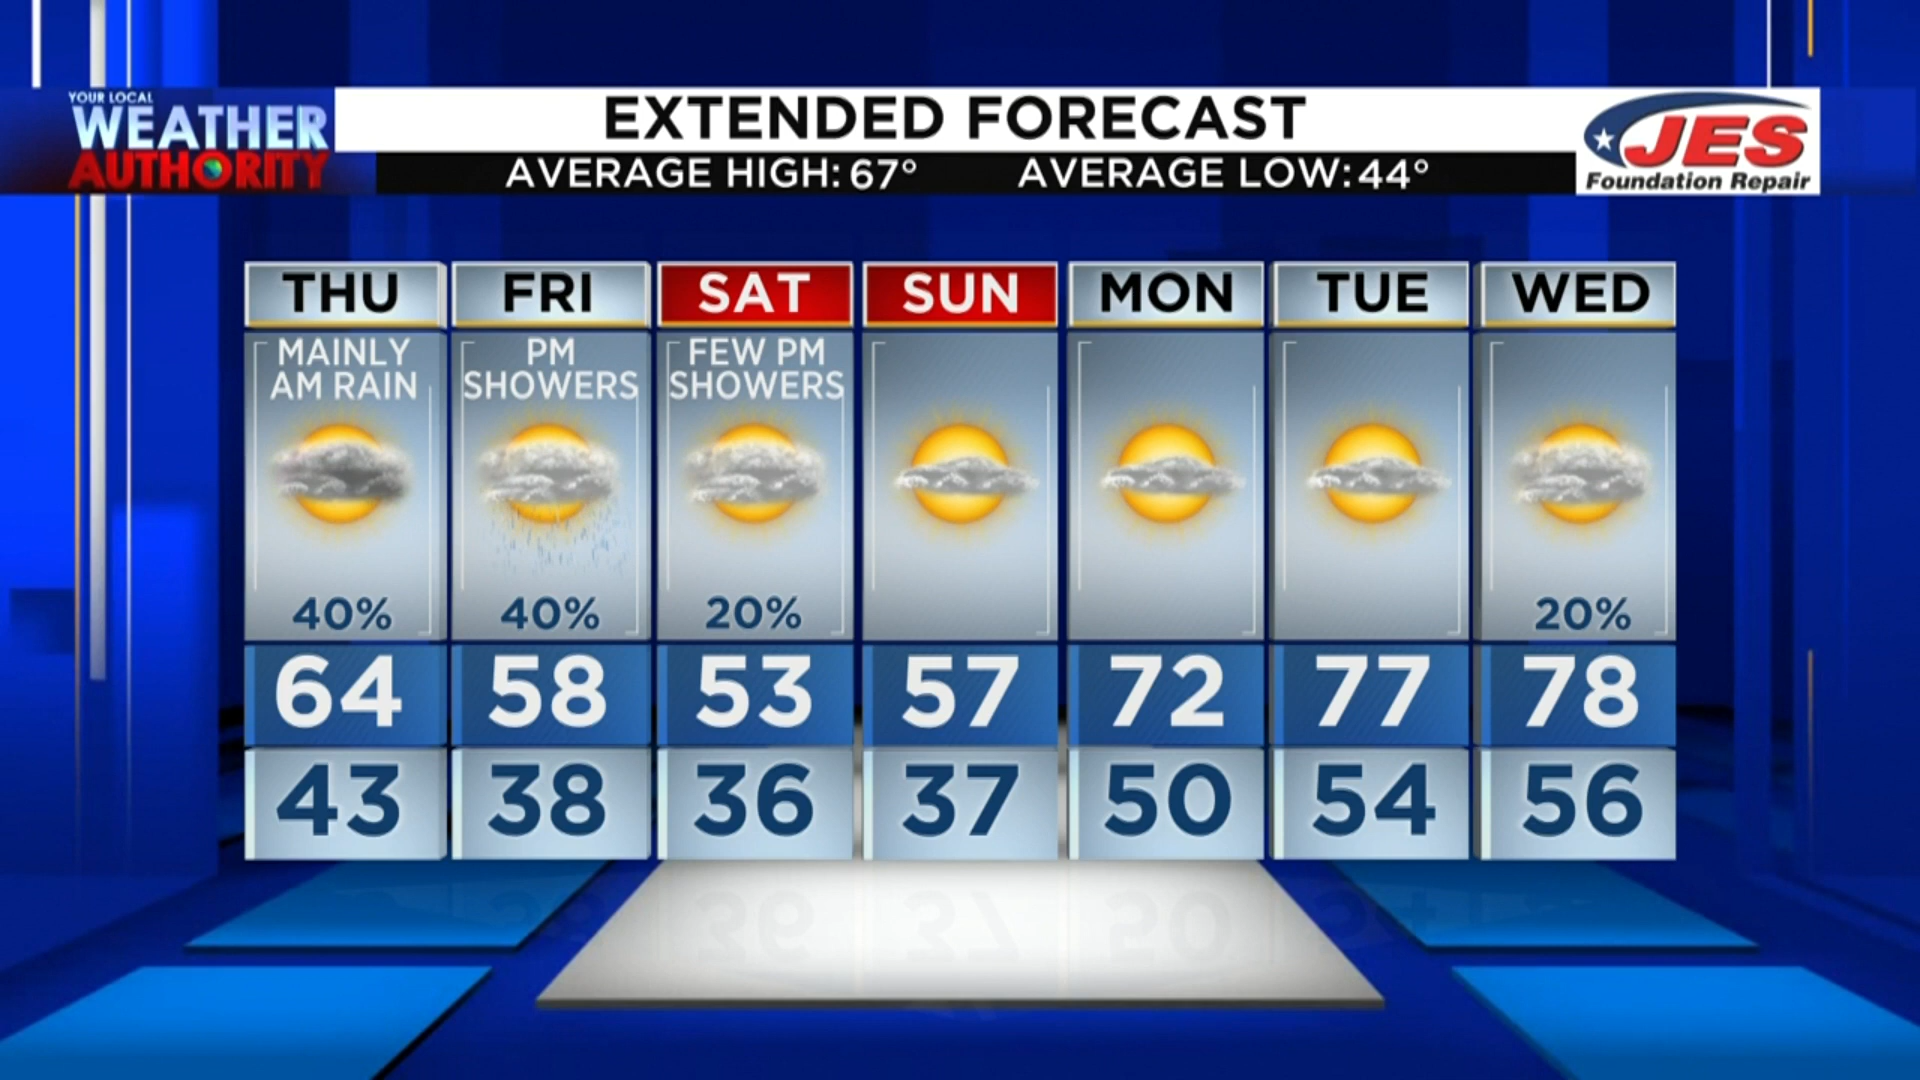 YOUR LOCAL
WEATHER
AUTHORITY
EXTENDED FORECAST
AVERAGE HIGH: 67° AVERAGE LOW: 44°
JES
Foundation Repair
THU FRI SAT SUN MON TUE WED
MAINLY PM FEW PM
AM RAIN SHOWERS SHOWERS
40% 40% 20% 20%
64 58 53 57 72 77 78
43 38 36 37 50 54 56